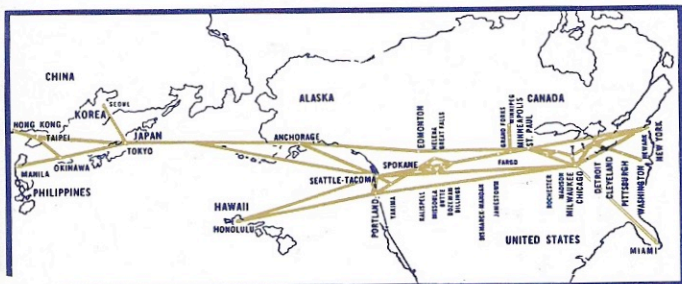 CHINA
KOREA
SEOUL
HONG KONG
TAIPEI
JAPAN
TOKYO
OKINAWA
MANILA
PHILIPPINES
ALASKA
ANCHORAGE
HAWAII
HONOLULU
CANADA
EDMONTON
HELENA
GREAT FALLS
GRAND FORKS
WINNIPEG
MINNEAPOLIS
ST. PAUL
SPOKANE
SEATTLE-TACOMA
PORTLAND
YAKIMA
KALISPELL
MISSOULA
BUTTE
BOZEMAN
BILLINGS
BISMARCK-MANDAN
JAMESTOWN
FARGO
ROCHESTER
MADISON
MILWAUKEE
CHICAGO
DETROIT
CLEVELAND
PITTSBURGH
WASHINGTON
NEWARK
NEW YORK
UNITED STATES
MIAMI